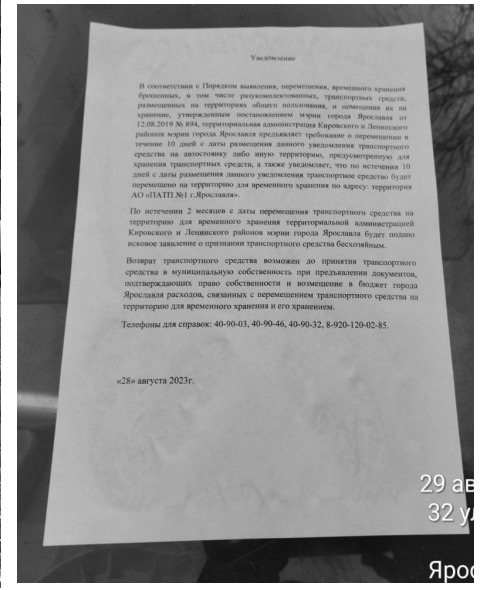 Уведомление
В соответствии с Порядком выявления, перемещения, временного хранения
брошенных, в том числе разукомплектованных, транспортных средств,
размещенных на территориях общего пользования, и помещения их на
хранение, утвержденным постановлением мэрии города Ярославля от
12.08.2019 № 894, территориальная администрация Кировского и Ленинского
районов мэрии города Ярославля предъявляет требование о перемещении в
течение 10 дней с даты размещения данного уведомления транспортного
средства на автостоянку либо иную территорию, предусмотренную для
хранения транспортных средств, а также уведомляет, что по истечении 10
дней с даты размещения данного уведомления транспортное средство будет
перемещено на территорию для временного хранения по адресу: территория
АО «ПАТП №1 г.Ярославля».
По истечении 2 месяцев с даты перемещения транспортного средства на
территорию для временного хранения территориальной администрацией
Кировского и Ленинского районов мэрии города Ярославля будет подано
исковое заявление о признании транспортного средства бесхозяйным.
Возврат транспортного средства возможен до принятия транспортного
средства в муниципальную собственность при предъявлении документов,
подтверждающих право собственности и возмещение в бюджет города
Ярославля расходов, связанных с перемещением транспортного средства на
территорию для временного хранения и его хранением.
Телефоны для справок: 40-90-03, 40-90-46, 40-90-32, 8-920-120-02-85.
«28» августа 2023г.
29 ав
32 у
Яро